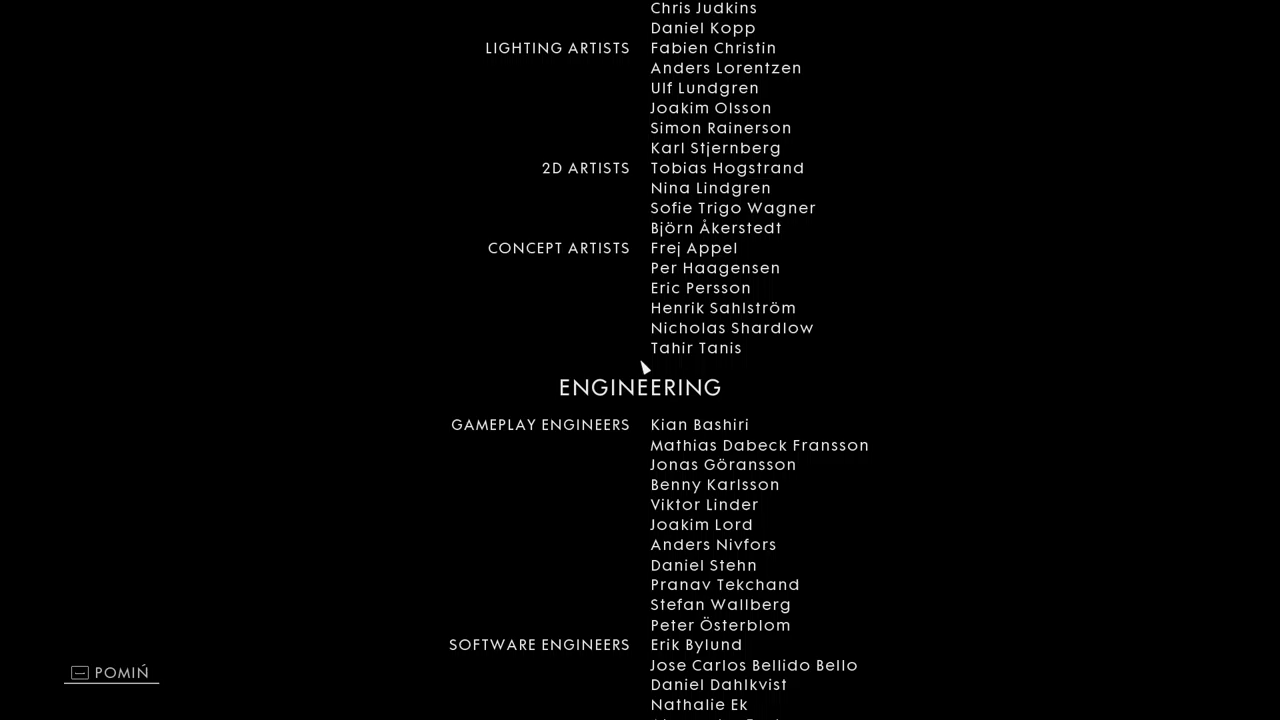 Chris Judkins
Daniel Kopp
LIGHTING ARTISTS Fabien Christin
Anders Lorentzen
Ulf Lundgren
Joakim Olsson
Simon Rainerson
Karl Stjernberg
2D ARTISTS Tobias Hogstrand
Nina Lindgren
Sofie Trigo Wagner
Björn Åkerstedt
CONCEPT ARTISTS Frej Appel
Per Haagensen
Eric Persson
Henrik Sahlström
Nicholas Shardlow
Tahir Tanis
ENGINEERING
GAMEPLAY ENGINEERS Kian Bashiri
Mathias Dabeck Fransson
Jonas Göransson
Benny Karlsson
Viktor Linder
Joakim Lord
Anders Nivfors
Daniel Stehn
Pranav Tekchand
Stefan Wallberg
Peter Österblom
SOFTWARE ENGINEERS Erik Bylund
Jose Carlos Bellido Bello
POMIŃ
Daniel Dahlkvist
Nathalie Ek